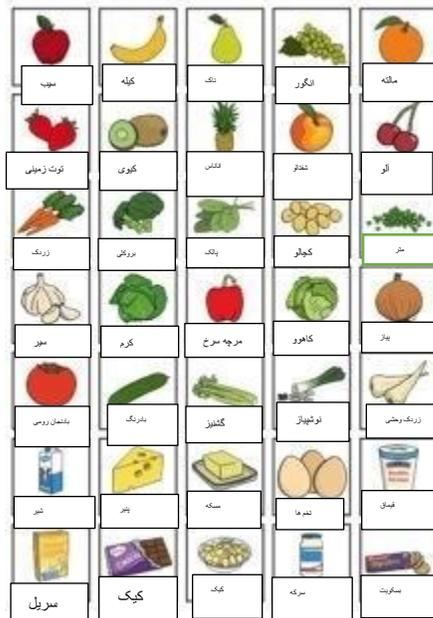 مالته
انگور
ناک
کیله
سیب
آلو
شفتالو
اناناس
کیوی
توت زمینی
متر
کچالو
پالک
بروکلی
زردک
پیاز
کاهوو
مرچه سرخ
کرم
سیر
زردک وحشی
نوشپیاز
گشنیز
بادرنگ
بادنجان رومی
قیماق
تخم ها
مسکه
پنیر
شیر
بسکویت
سرکه
کیک
کیک
سریل